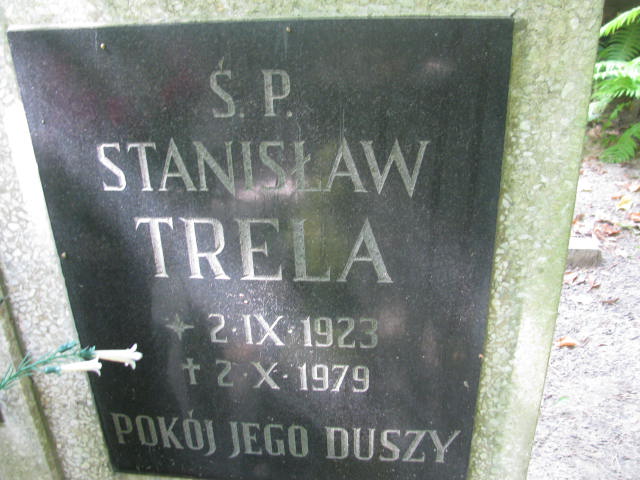 Ś. P.
STANISŁAW
TRELA
2·IX·1923
† 2·X·1979
POKÓJ JEGO DUSZY